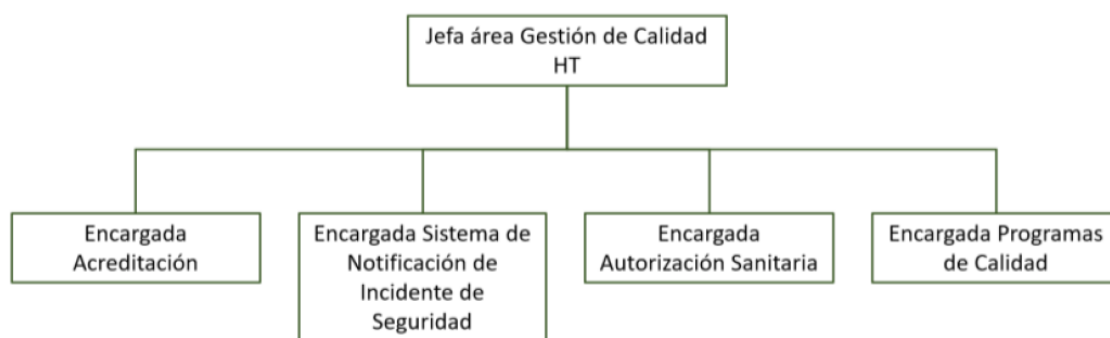 Jefa área Gestión de Calidad
HT
Encargada
Acreditación
Encargada Sistema de
Notificación de
Incidente de
Seguridad
Encargada
Autorización Sanitaria
Encargada Programas
de Calidad